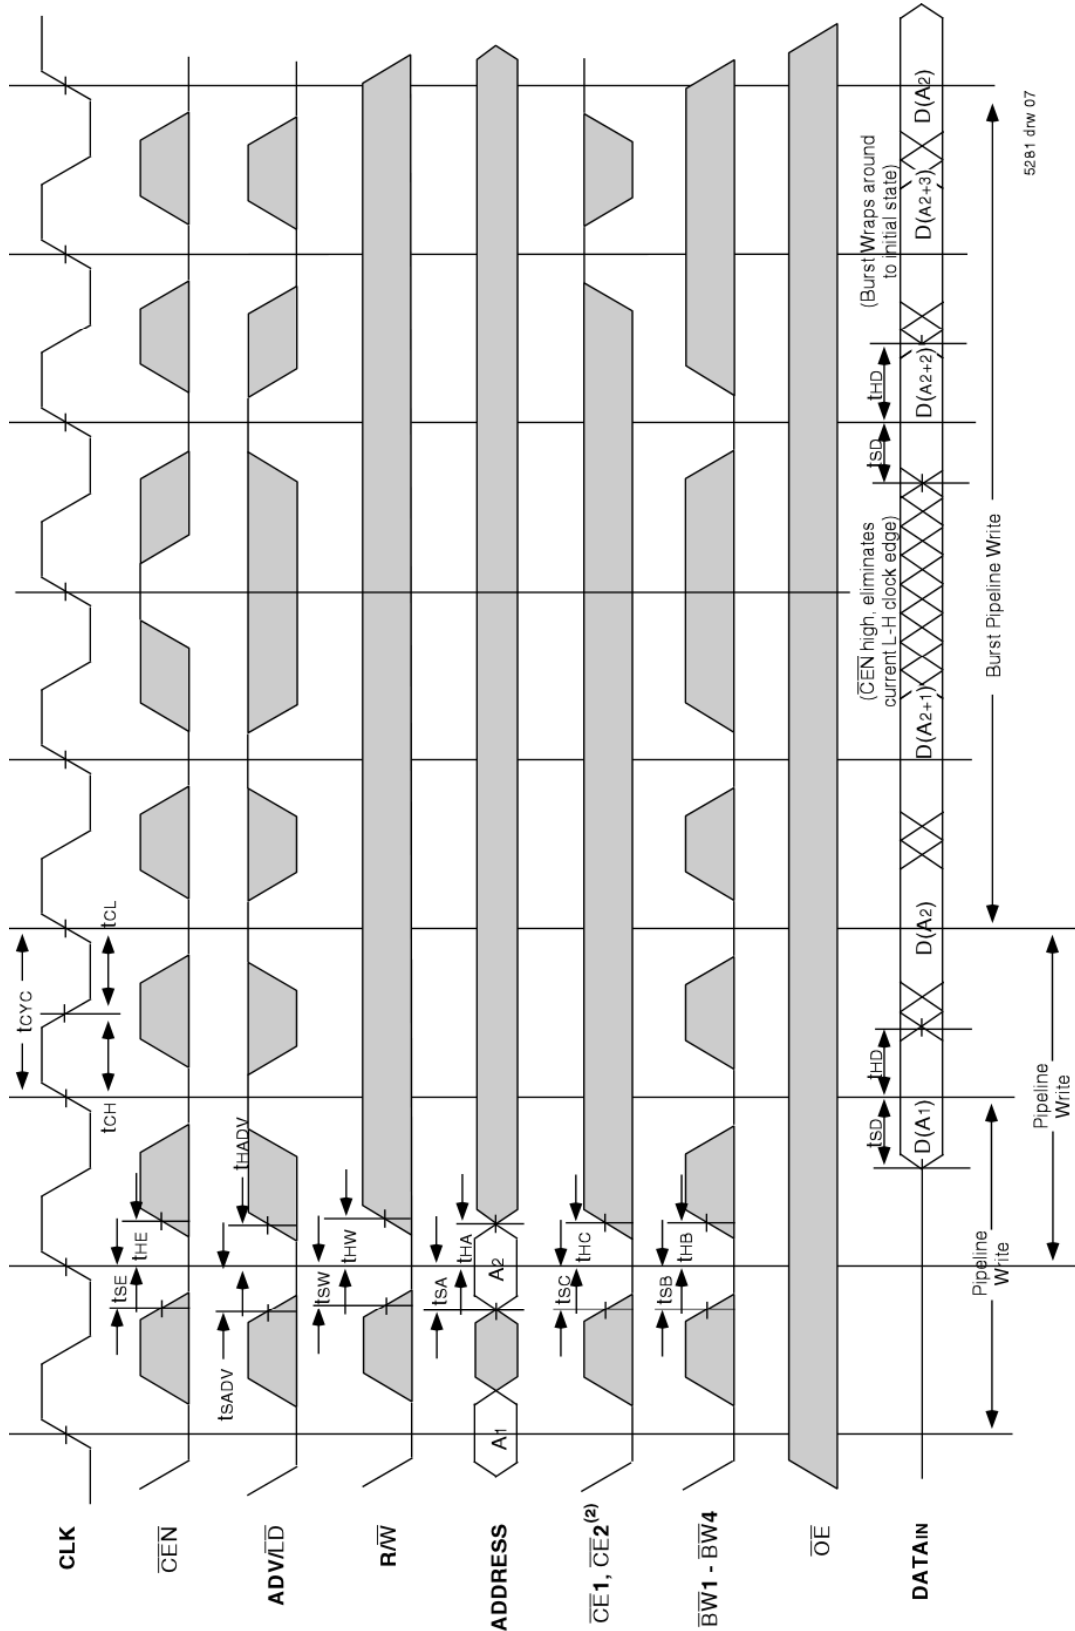 CLK
tCYC
tCH
tCL
CEN
tSE
tHE
ADV/LD
tSADV
tHADV
R/W
tSW
tHW
ADDRESS
A1
A2
tSA
tHA
CE1, CE2(2)
tSC
tHC
BW1 - BW4
tSB
tHB
OE
(CEN high, eliminates
current L-H clock edge)
(Burst Wraps around
to initial state)
tSD
tHD
tSD
tHD
DATAIN
D(A1)
D(A2)
D(A2+1)
D(A2+2)
D(A2+3)
D(A2)
Pipeline
Write
Pipeline
Write
Burst Pipeline Write
5281 drw 07